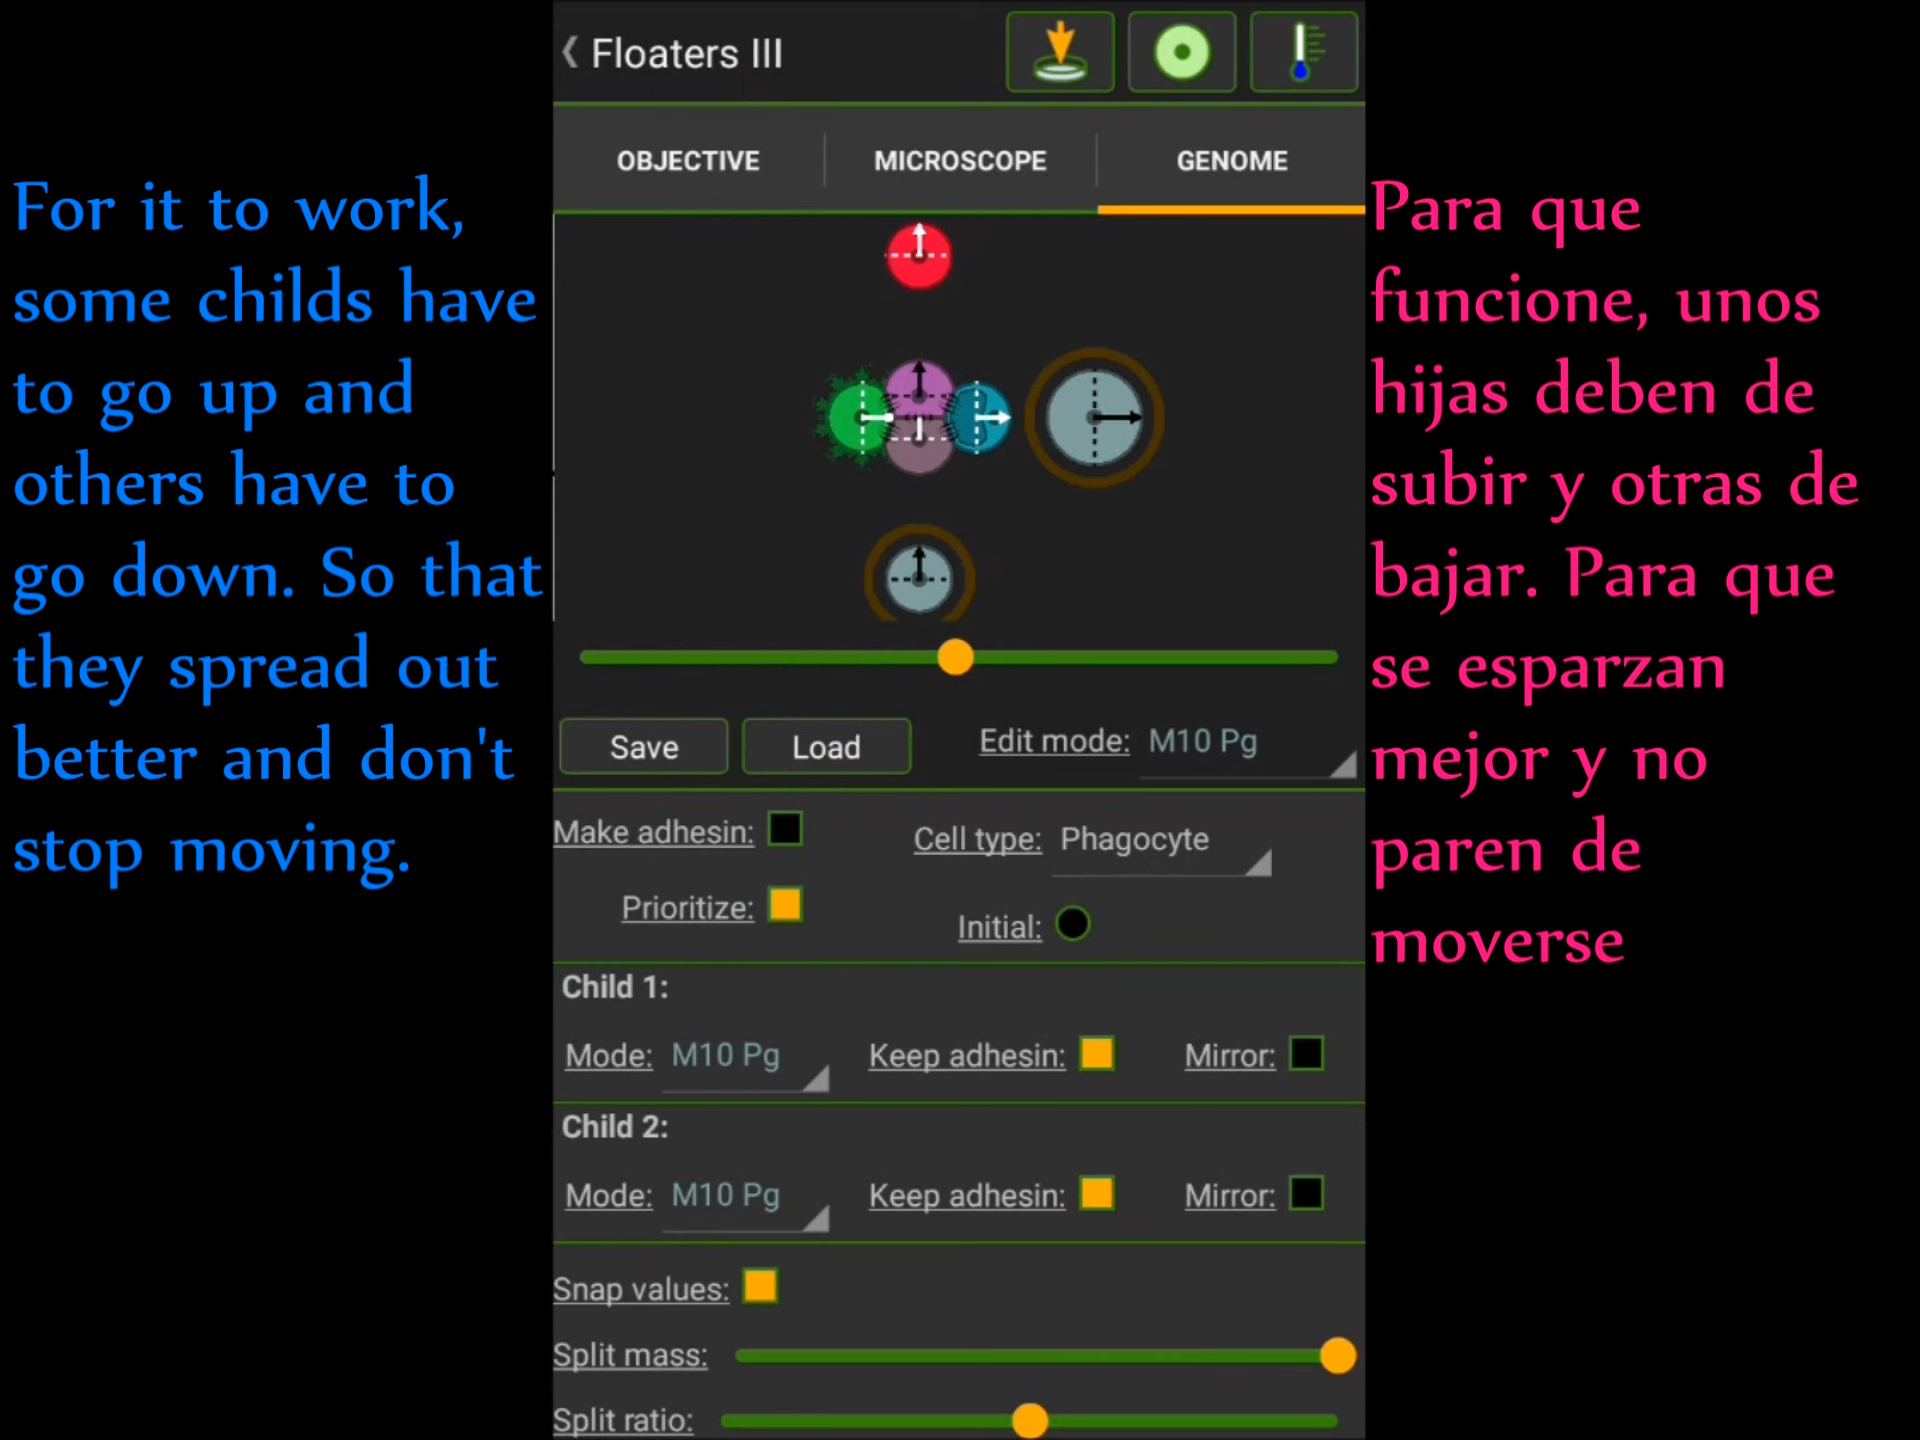 For it to work,
some childs have
to go up and
others have to
go down. So that
they spread out
better and don't
stop moving.
Floaters III
OBJECTIVE
MICROSCOPE
GENOME
Save
Load
Edit mode: M10 Pg
Make adhesin:
Cell type: Phagocyte
Prioritize:
Initial:
Child 1:
Mode: M10 Pg
Keep adhesin:
Mirror:
Child 2:
Mode: M10 Pg
Keep adhesin:
Mirror:
Snap values:
Split mass:
Split ratio:
Para que
funcione, unos
hijas deben de
subir y otras de
bajar. Para que
se esparzan
mejor y no
paren de
moverse